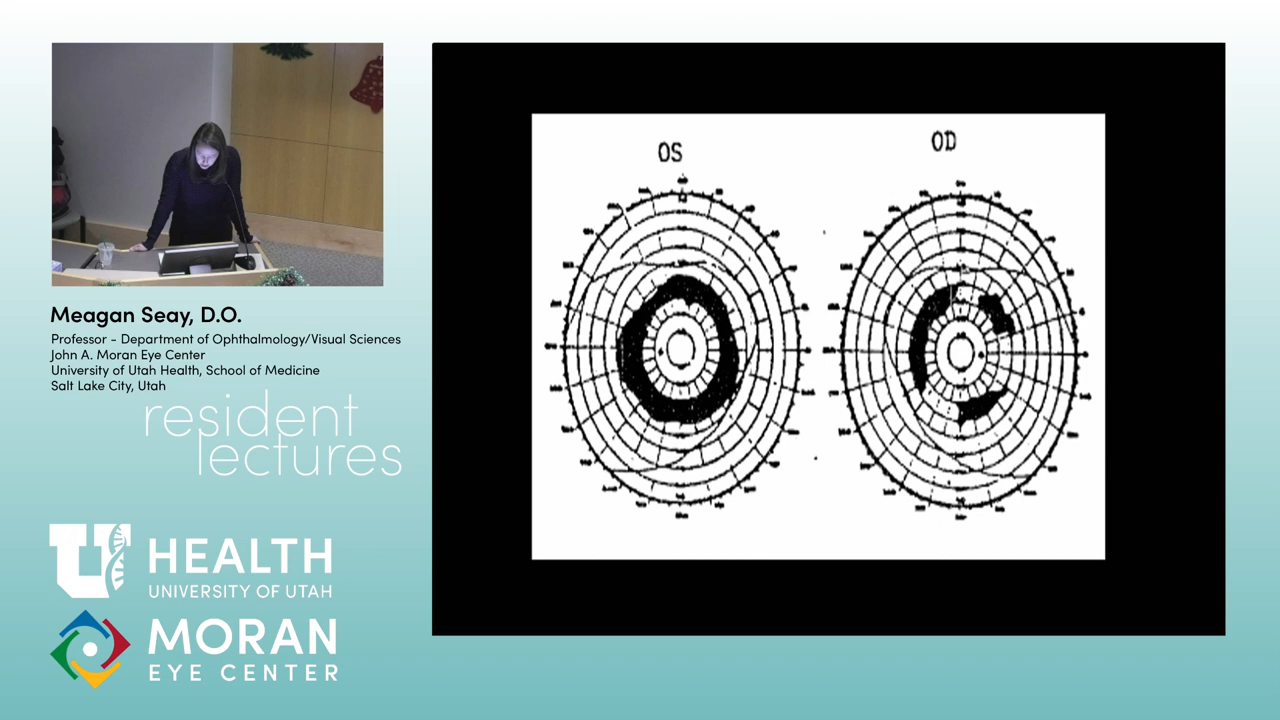 Meagan Seay, D.O.
Professor - Department of Ophthalmology/Visual Sciences
John A. Moran Eye Center
University of Utah Health, School of Medicine
Salt Lake City, Utah
resident
lectures
U HEALTH
UNIVERSITY OF UTAH
MORAN
EYE CENTER
OS
OD